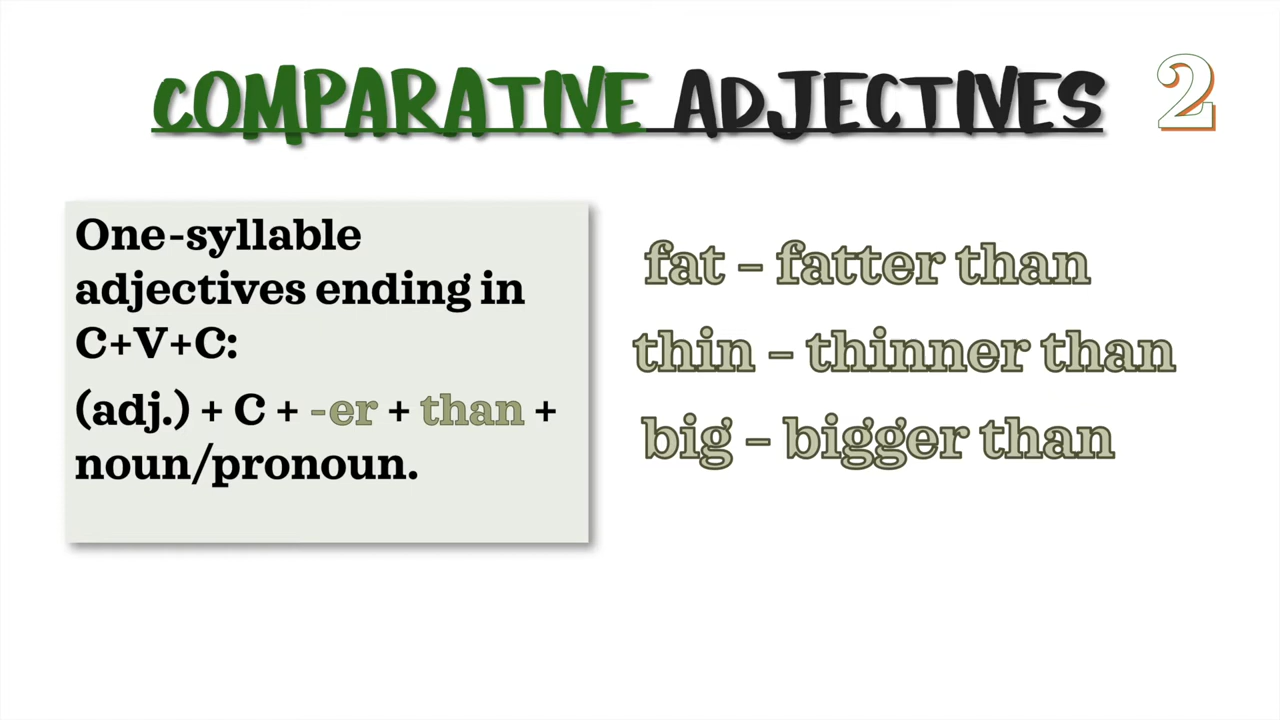 COMPARATIVE ADJECTIVES
2
One-syllable
adjectives ending in
C+V+C:
(adj.) + C + -er + than +
noun/pronoun.
fat – fatter than
thin – thinner than
big – bigger than